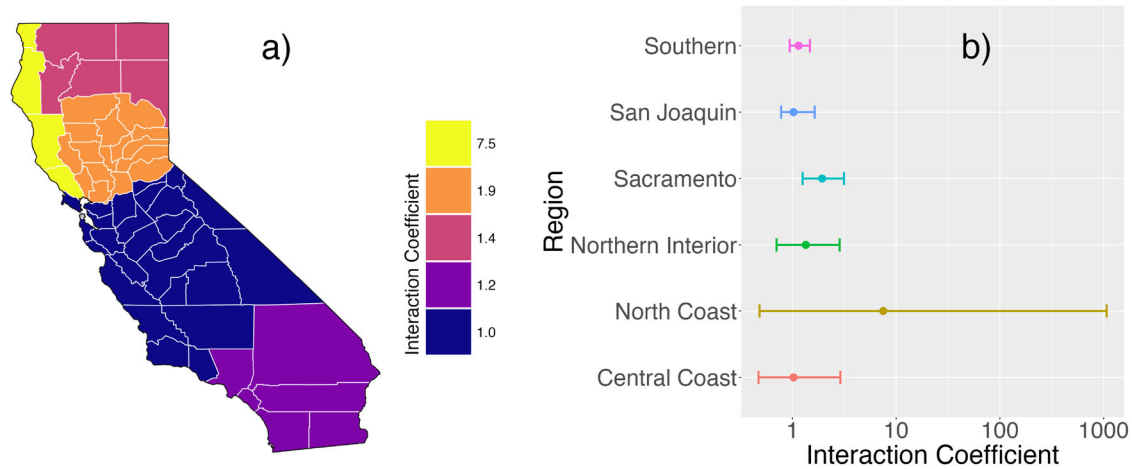 a)
Interaction Coefficient
7.5
1.9
1.4
1.2
1.0
b)
Region
Southern
San Joaquin
Sacramento
Northern Interior
North Coast
Central Coast
1 10 100 1000
Interaction Coefficient